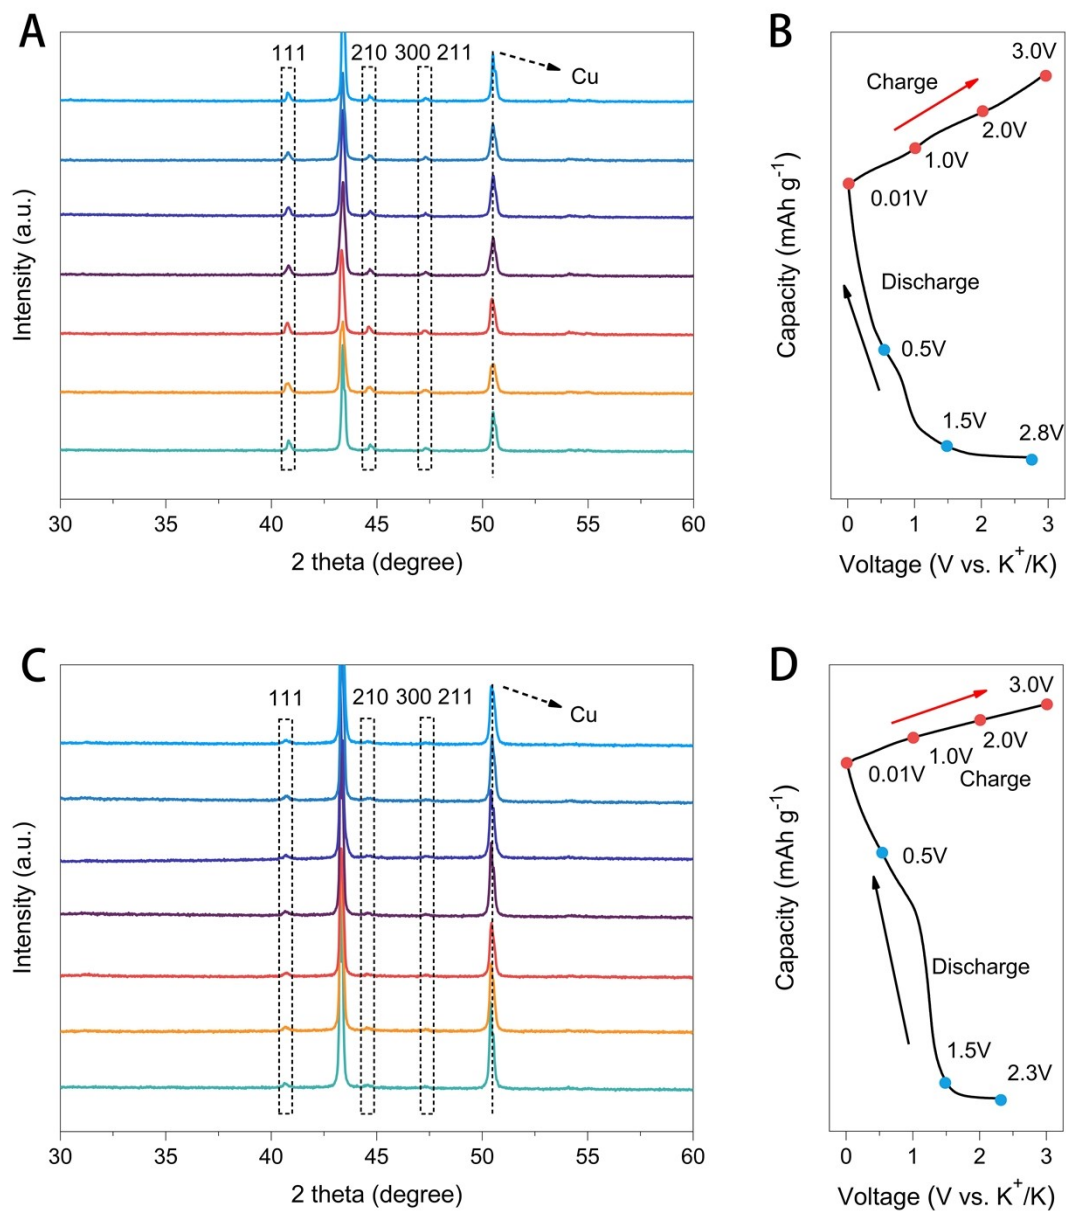 A
111
210 300 211
Cu
Intensity (a.u.)
30 40 45 50 55 60
2 theta (degree)
B
3.0V
Charge
2.0V
1.0V
0.01V
Discharge
0.5V
1.5V
2.8V
Capacity (mAh g⁻¹)
0 1 2 3
Voltage (V vs. K⁺/K)
C
111
210 300 211
Cu
Intensity (a.u.)
30 40 45 50 55 60
2 theta (degree)
D
3.0V
2.0V
1.0V
0.01V
Charge
0.5V
Discharge
1.5V
2.3V
Capacity (mAh g⁻¹)
0 1 2 3
Voltage (V vs. K⁺/K)